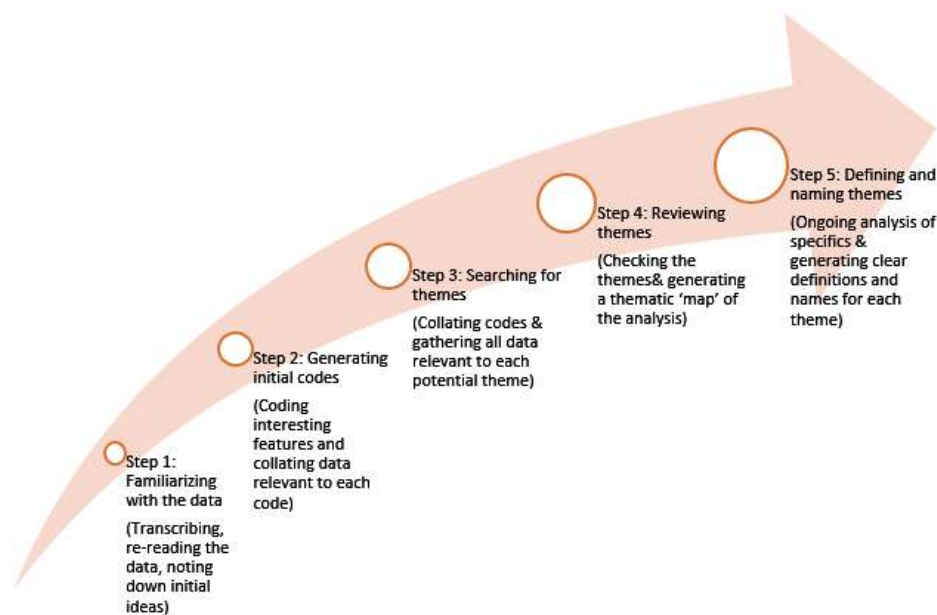 Step 1:
Familiarizing
with the data
(Transcribing,
re-reading the
data, noting
down initial
ideas)
Step 2: Generating
initial codes
(Coding
interesting
features and
collating data
relevant to each
code)
Step 3: Searching for
themes
(Collating codes &
gathering all data
relevant to each
potential theme)
Step 4: Reviewing
themes
(Checking the
themes& generating
a thematic ‘map’ of
the analysis)
Step 5: Defining and
naming themes
(Ongoing analysis of
specifics &
generating clear
definitions and
names for each
theme)